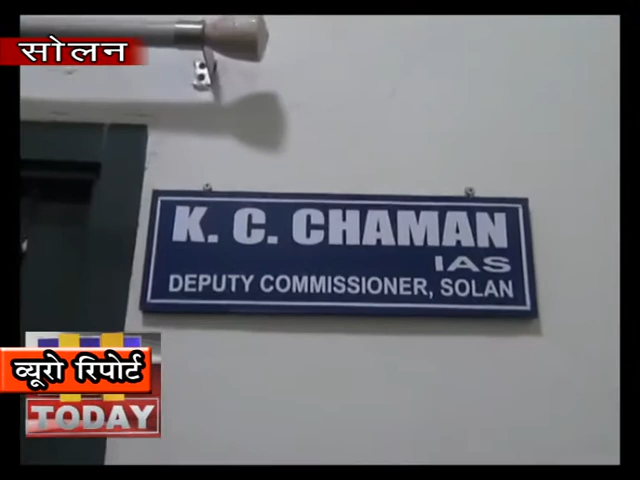 सोलन
K. C. CHAMAN
IAS
DEPUTY COMMISSIONER, SOLAN
व्यूरो रिपोर्ट
TODAY